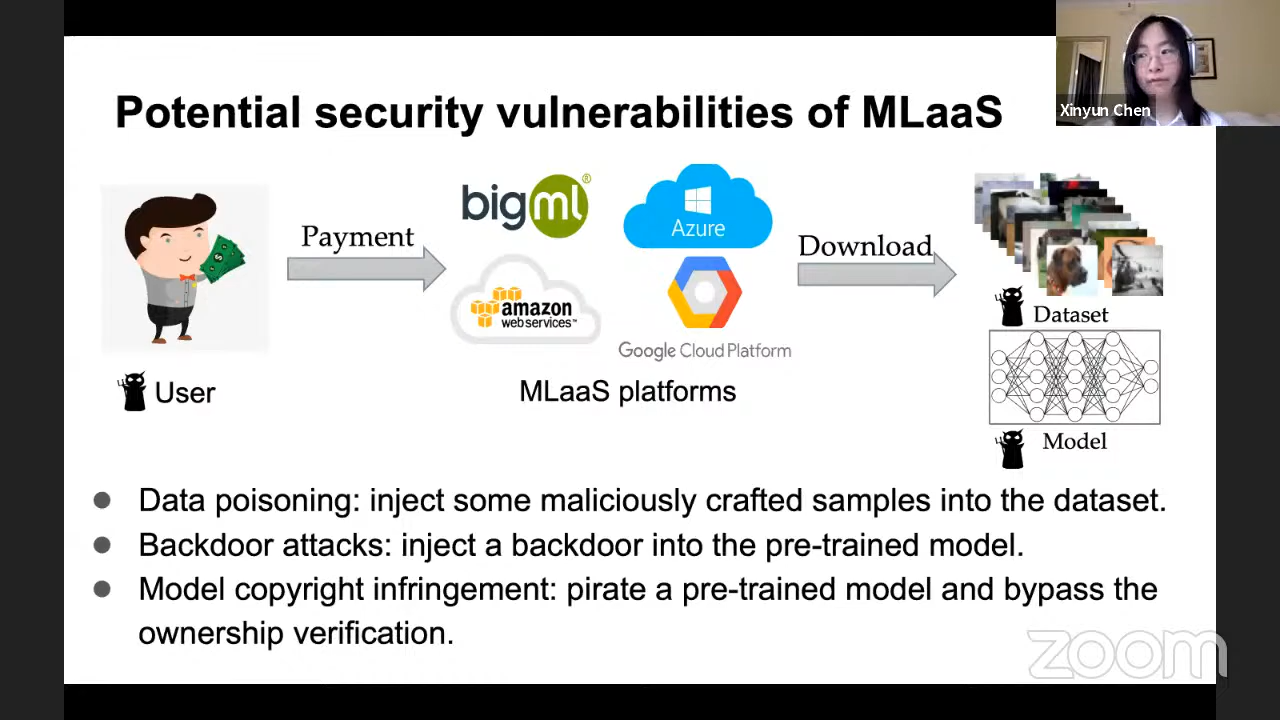 Xinyun Chen
Potential security vulnerabilities of MLaaS
bigml®
Azure
Payment
Download
amazon
web services™
Google Cloud Platform
Dataset
User
MLaaS platforms
Model
● Data poisoning: inject some maliciously crafted samples into the dataset.
● Backdoor attacks: inject a backdoor into the pre-trained model.
● Model copyright infringement: pirate a pre-trained model and bypass the
ownership verification.
zoom